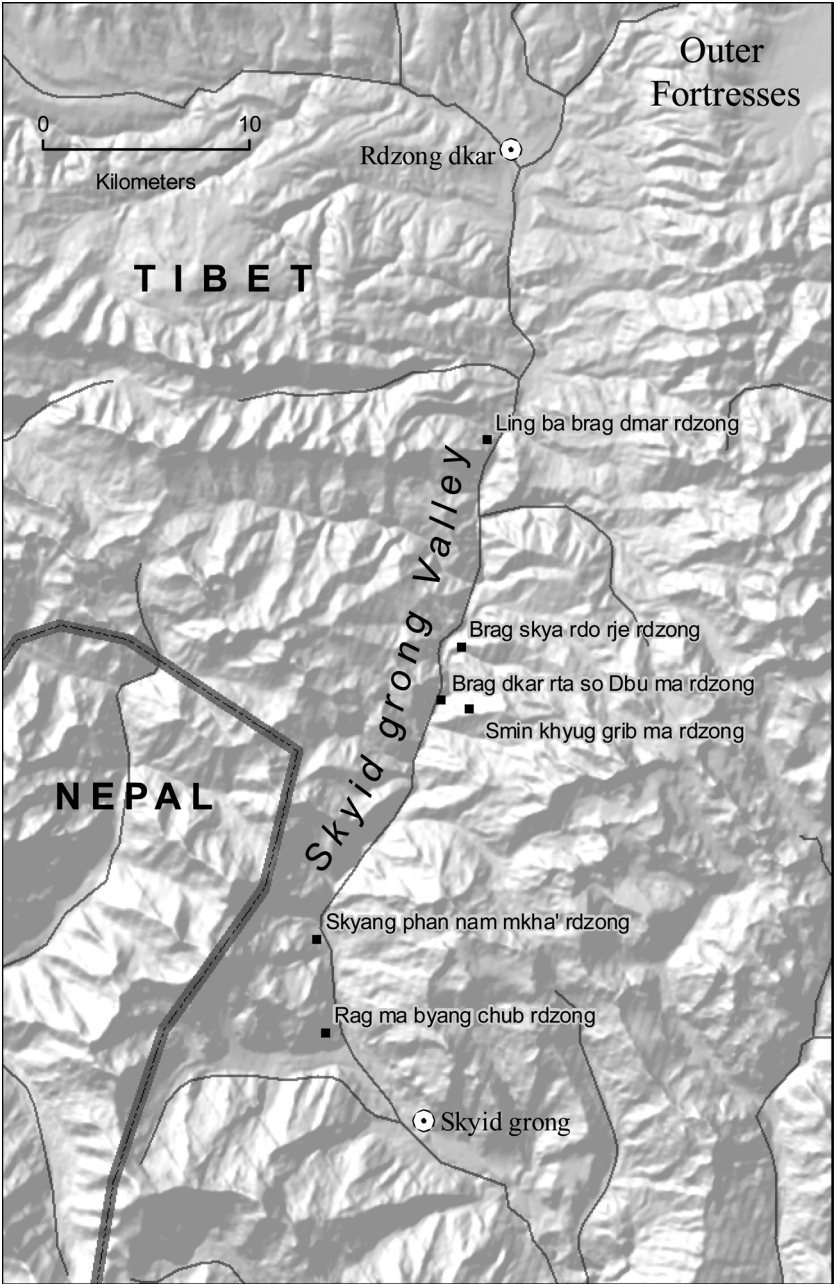 Outer
Fortresses
0 10
Kilometers
Rdzong dkar
TIBET
Ling ba brag dmar rdzong
Skyid grong Valley
Brag skya rdo rje rdzong
Brag dkar rta so Dbu ma rdzong
Smin khyug grib ma rdzong
NEPAL
Skyang phan nam mkha' rdzong
Rag ma byang chub rdzong
Skyid grong